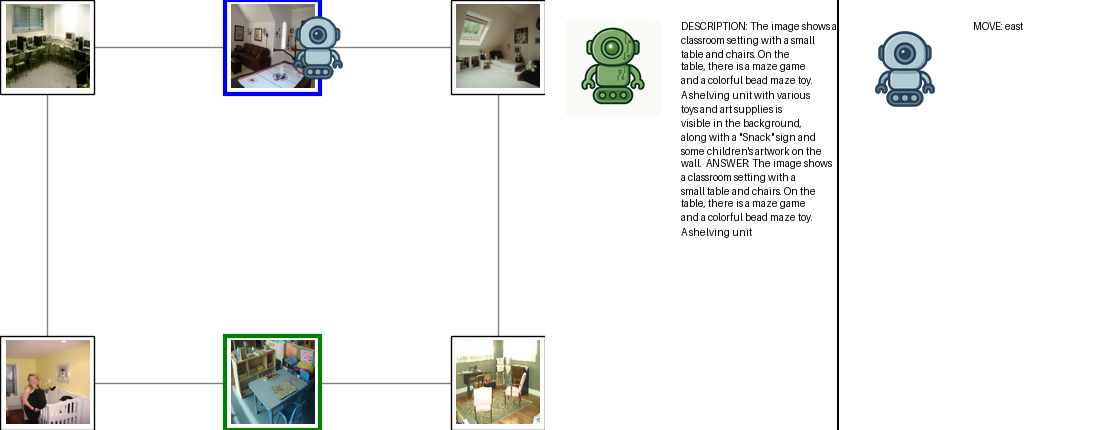 DESCRIPTION: The image shows a
classroom setting with a small
table and chairs. On the
table, there is a maze game
and a colorful bead maze toy.
A shelving unit with various
toys and art supplies is
visible in the background,
along with a "Snack" sign and
some children's artwork on the
wall. ANSWER: The image shows
a classroom setting with a
small table and chairs. On the
table, there is a maze game
and a colorful bead maze toy.
A shelving unit
MOVE: east